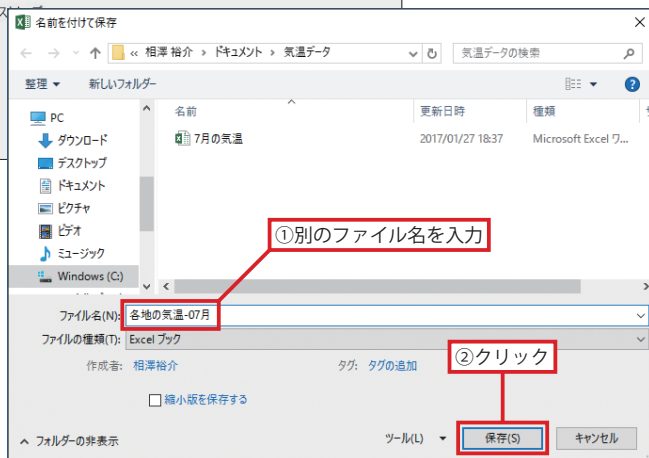 名前を付けて保存
« 相澤 裕介 › ドキュメント › 気温データ
気温データの検索
整理 ▼ 新しいフォルダー
名前 更新日時 種類
7月の気温 2017/01/27 18:37 Microsoft Excel ワ...
PC
ダウンロード
デスクトップ
ドキュメント
ピクチャ
ビデオ
ミュージック
Windows (C:)
①別のファイル名を入力
ファイル名(N): 各地の気温-07月
ファイルの種類(T): Excel ブック
作成者: 相澤裕介 タグ: タグの追加
②クリック
縮小版を保存する
フォルダーの非表示 ツール(L) ▼ 保存(S) キャンセル